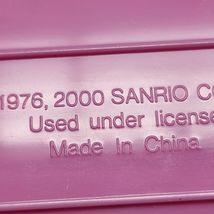 1976, 2000 SANRIO CO
Used under license
Made In China